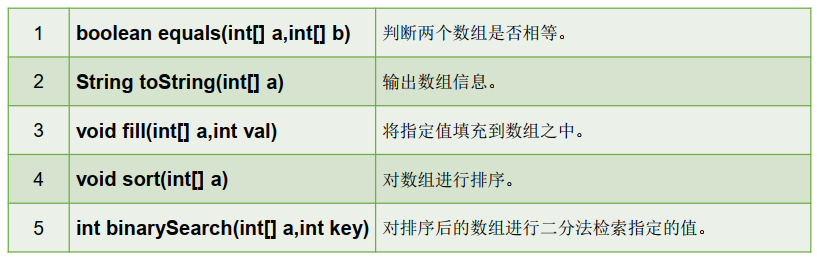 1 boolean equals(int[] a,int[] b) 判断两个数组是否相等。
2 String toString(int[] a) 输出数组信息。
3 void fill(int[] a,int val) 将指定值填充到数组之中。
4 void sort(int[] a) 对数组进行排序。
5 int binarySearch(int[] a,int key) 对排序后的数组进行二分法检索指定的值。